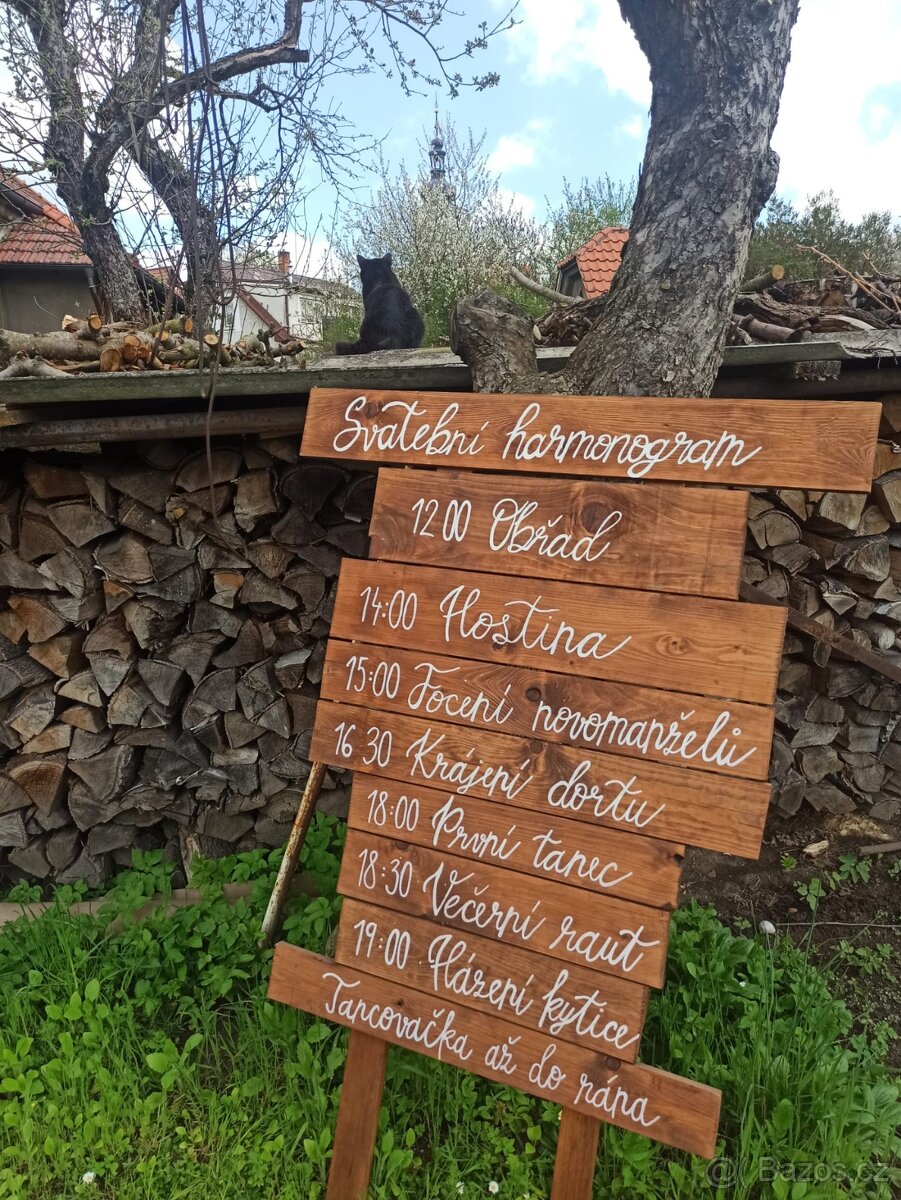 Svatební harmonogram
12 00 Obřad
14:00 Hostina
15:00 Focení novomanželů
16 30 Krájení dortu
18:00 První tanec
18:30 Večerní raut
19:00 Házení kytice
Tancovačka až do rána
@ Bazos.cz